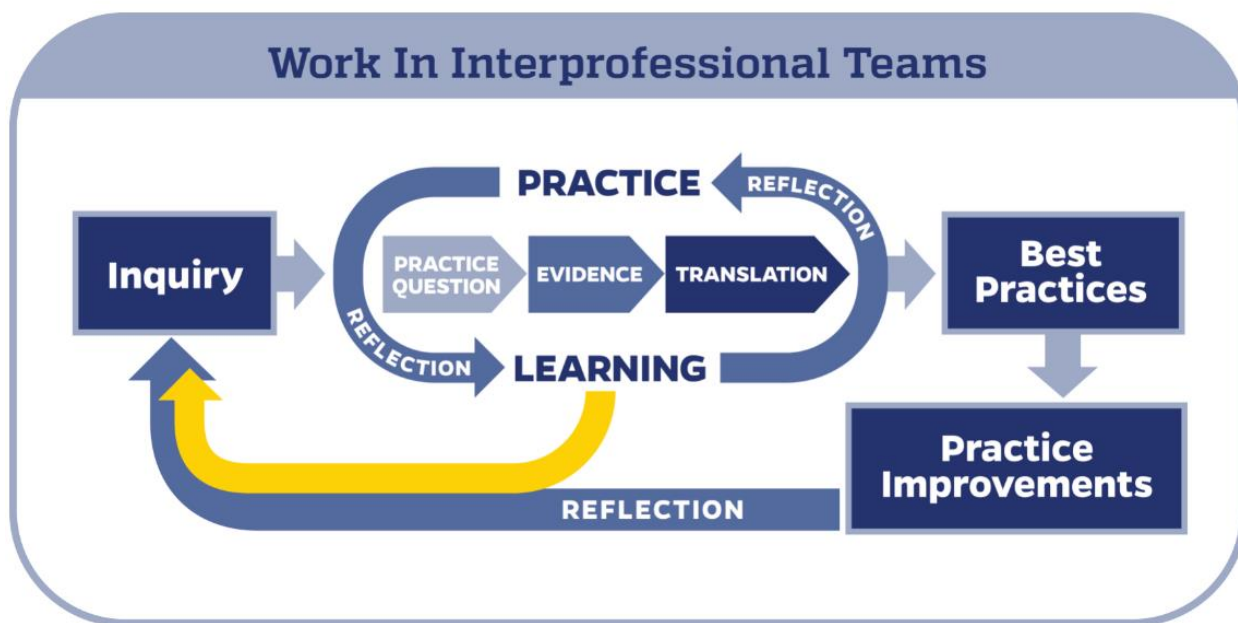 Work In Interprofessional Teams
PRACTICE
REFLECTION
Inquiry
PRACTICE
QUESTION
EVIDENCE
TRANSLATION
Best
Practices
REFLECTION
LEARNING
Practice
Improvements
REFLECTION